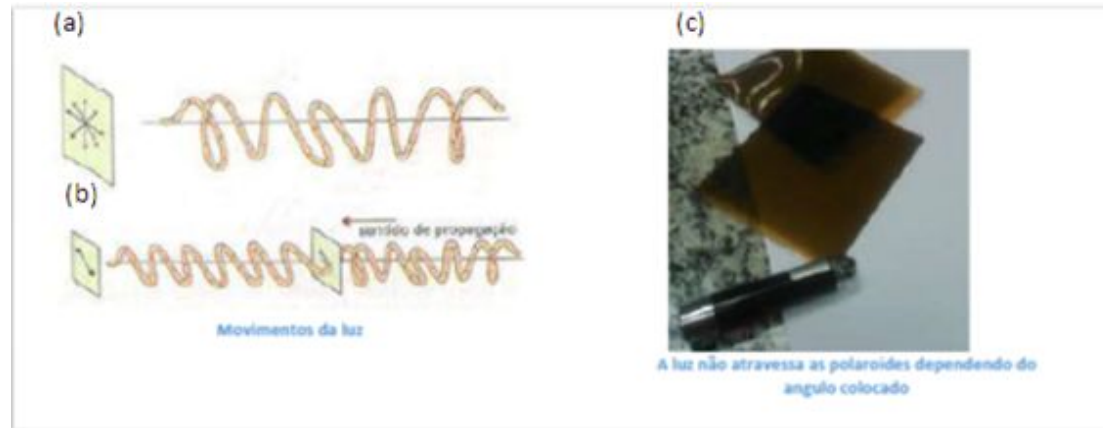 (a)
(c)
(b)
sentido de propagação
Movimentos da luz
A luz não atravessa as polaroides dependendo do
angulo colocado